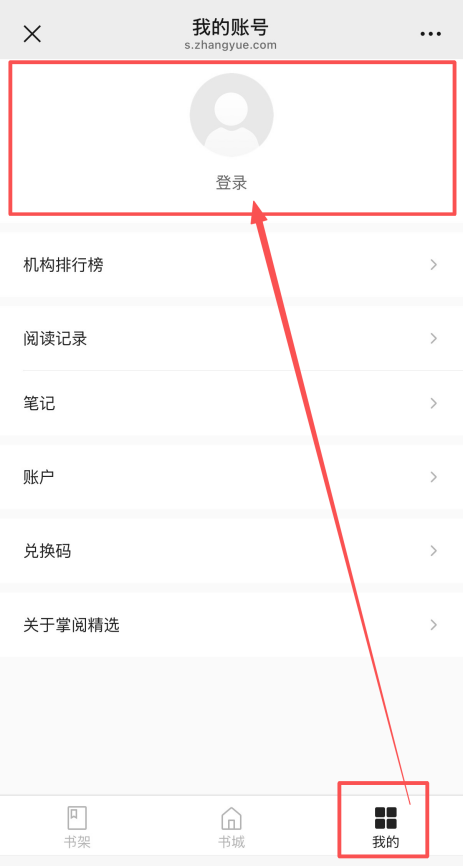 我的账号
s.zhangyue.com
登录
机构排行榜
阅读记录
笔记
账户
兑换码
关于掌阅精选
书架
书城
我的